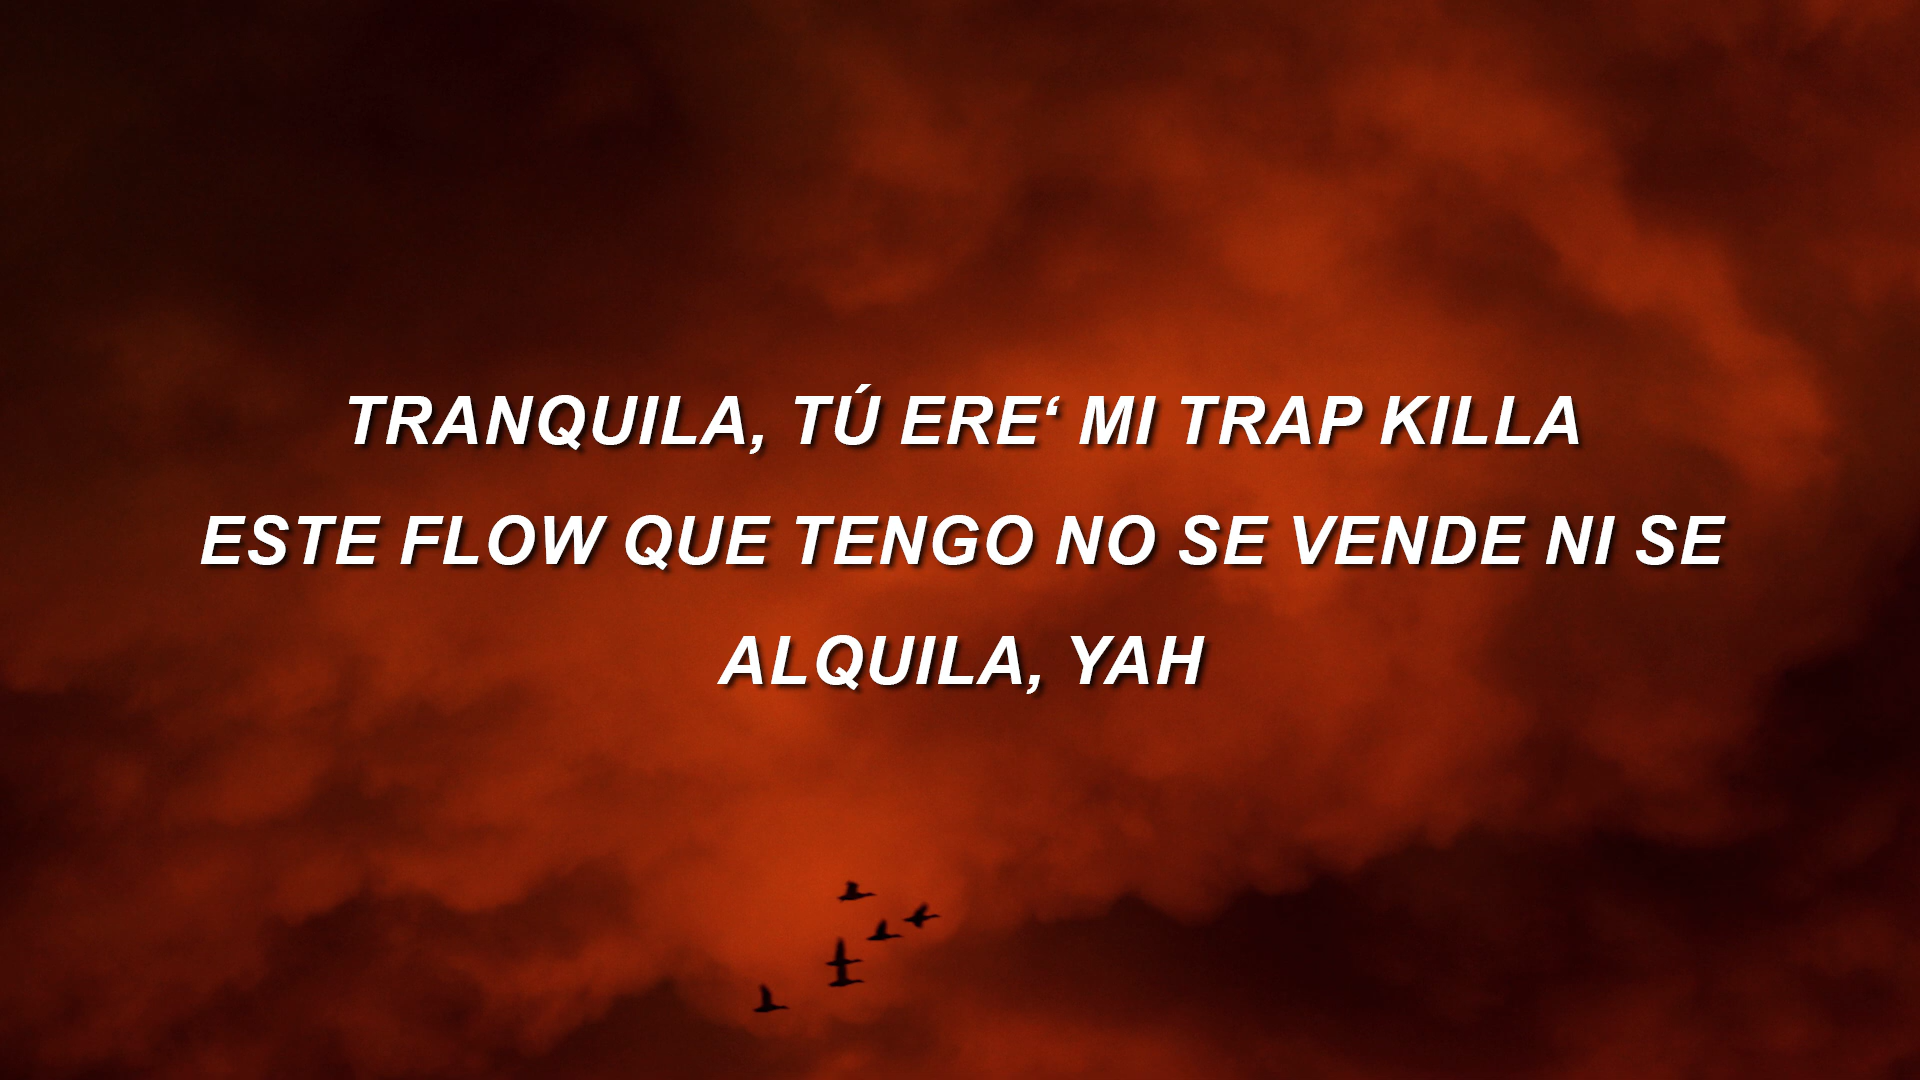 TRANQUILA, TÚ ERE‘ MI TRAP KILLA
ESTE FLOW QUE TENGO NO SE VENDE NI SE
ALQUILA, YAH